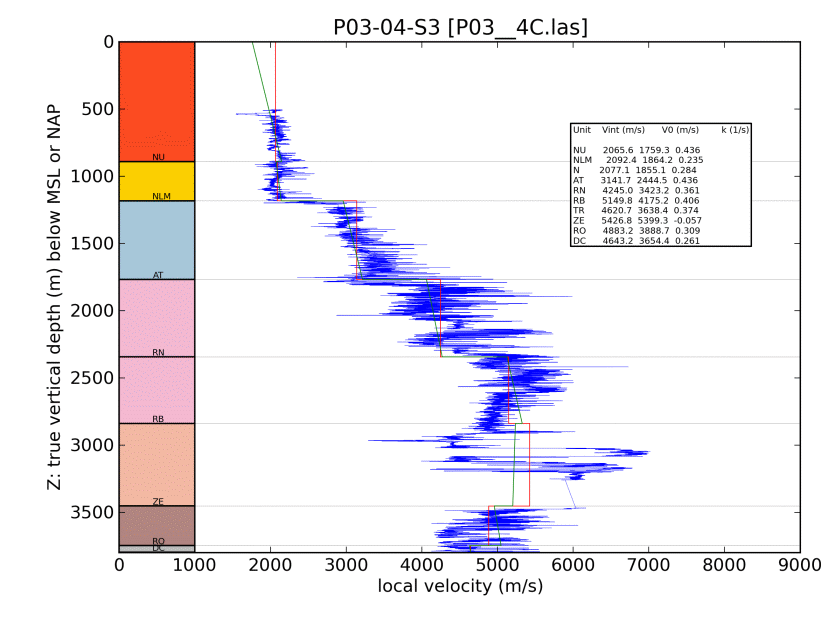 P03-04-S3 [P03__4C.las]
0
500
1000
1500
2000
2500
3000
3500
Z: true vertical depth (m) below MSL or NAP
NU
NLM
AT
RN
RB
ZE
RO
DC
Unit Vint (m/s) V0 (m/s) k (1/s)
NU 2065.6 1759.3 0.436
NLM 2092.4 1864.2 0.235
N 2077.1 1855.1 0.284
AT 3141.7 2444.5 0.436
RN 4245.0 3423.2 0.361
RB 5149.8 4175.2 0.406
TR 4620.7 3638.4 0.374
ZE 5426.8 5399.3 -0.057
RO 4883.2 3888.7 0.309
DC 4643.2 3654.4 0.261
0 1000 2000 3000 4000 5000 6000 7000 8000 9000
local velocity (m/s)